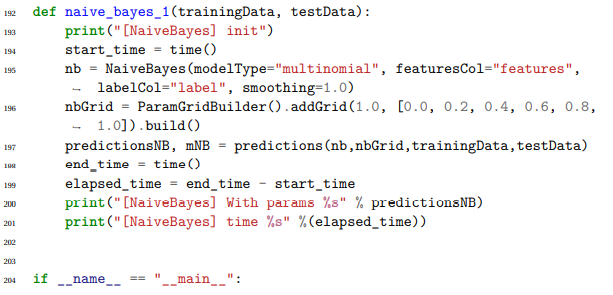 192 def naive_bayes_1(trainingData, testData):
193 print("[NaiveBayes] init")
194 start_time = time()
195 nb = NaiveBayes(modelType="multinomial", featuresCol="features",
↪ labelCol="label", smoothing=1.0)
196 nbGrid = ParamGridBuilder().addGrid(1.0, [0.0, 0.2, 0.4, 0.6, 0.8,
↪ 1.0]).build()
197 predictionsNB, mNB = predictions(nb,nbGrid,trainingData,testData)
198 end_time = time()
199 elapsed_time = end_time - start_time
200 print("[NaiveBayes] With params %s" % predictionsNB)
201 print("[NaiveBayes] time %s" %(elapsed_time))
202
203
204 if __name__ == "__main__":